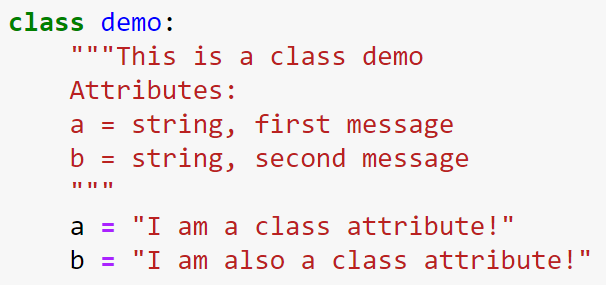 class demo:
    """This is a class demo
    Attributes:
    a = string, first message
    b = string, second message
    """
    a = "I am a class attribute!"
    b = "I am also a class attribute!"